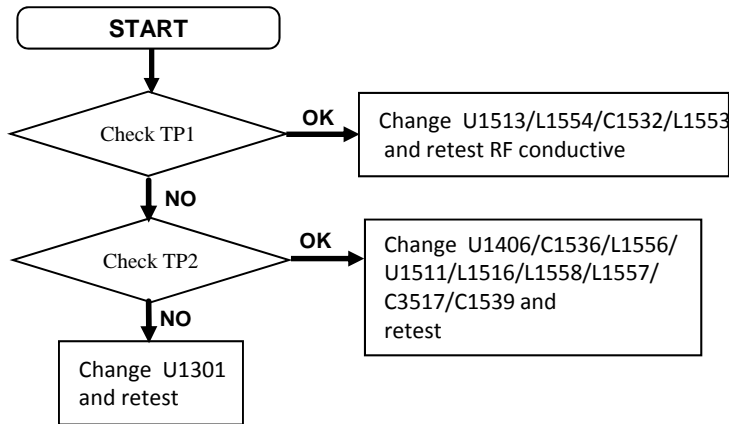 START
Check TP1
OK
Change U1513/L1554/C1532/L1553
and retest RF conductive
NO
Check TP2
OK
Change U1406/C1536/L1556/
U1511/L1516/L1558/L1557/
C3517/C1539 and
retest
NO
Change U1301
and retest